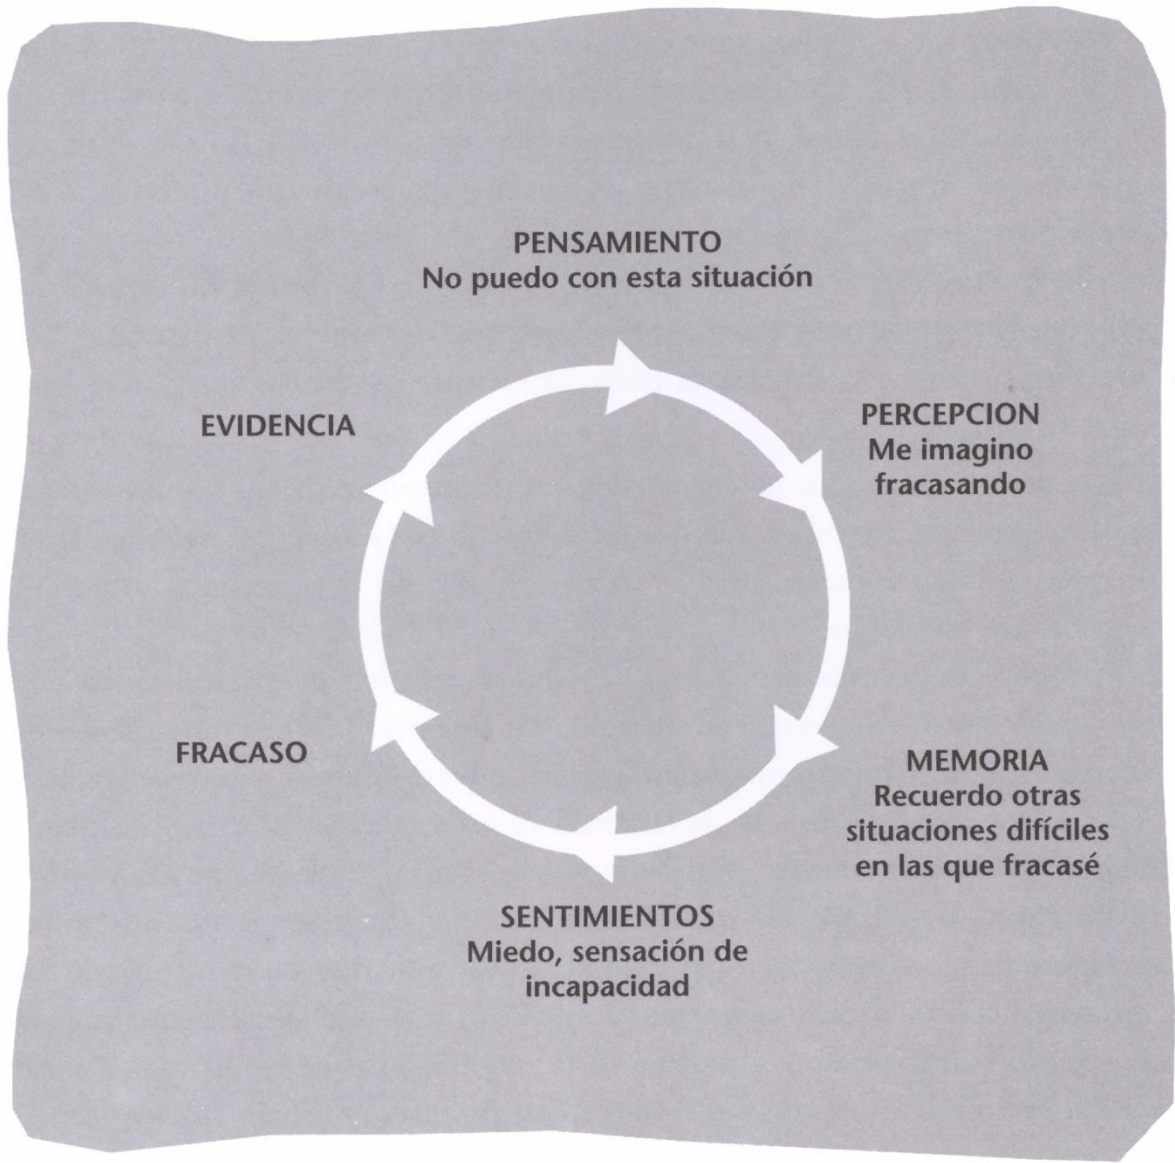 PENSAMIENTO
No puedo con esta situación
PERCEPCION
Me imagino
fracasando
MEMORIA
Recuerdo otras
situaciones difíciles
en las que fracasé
SENTIMIENTOS
Miedo, sensación de
incapacidad
FRACASO
EVIDENCIA